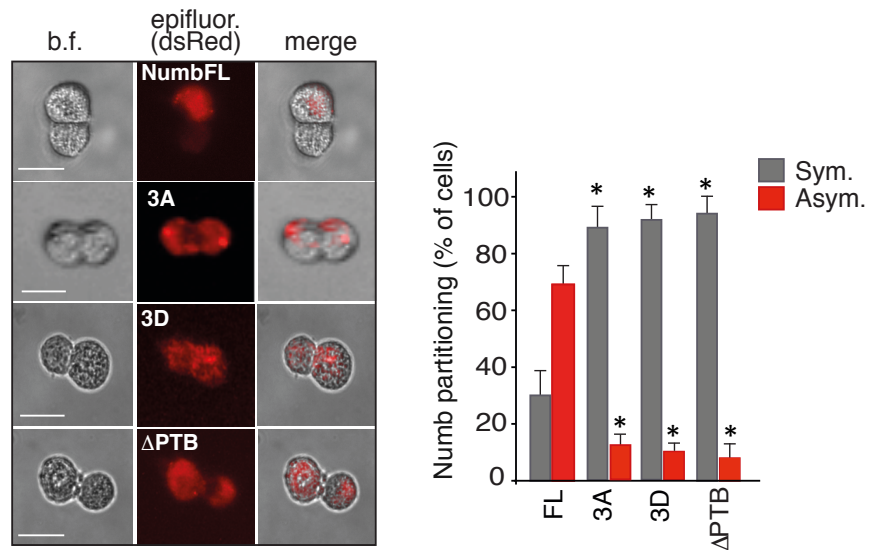 epifluor.
b.f. (dsRed) merge
NumbFL
3A
3D
ΔPTB
Numb partitioning (% of cells)
100
80
60
40
20
0
* * *
* * *
FL
3A
3D
ΔPTB
Sym.
Asym.